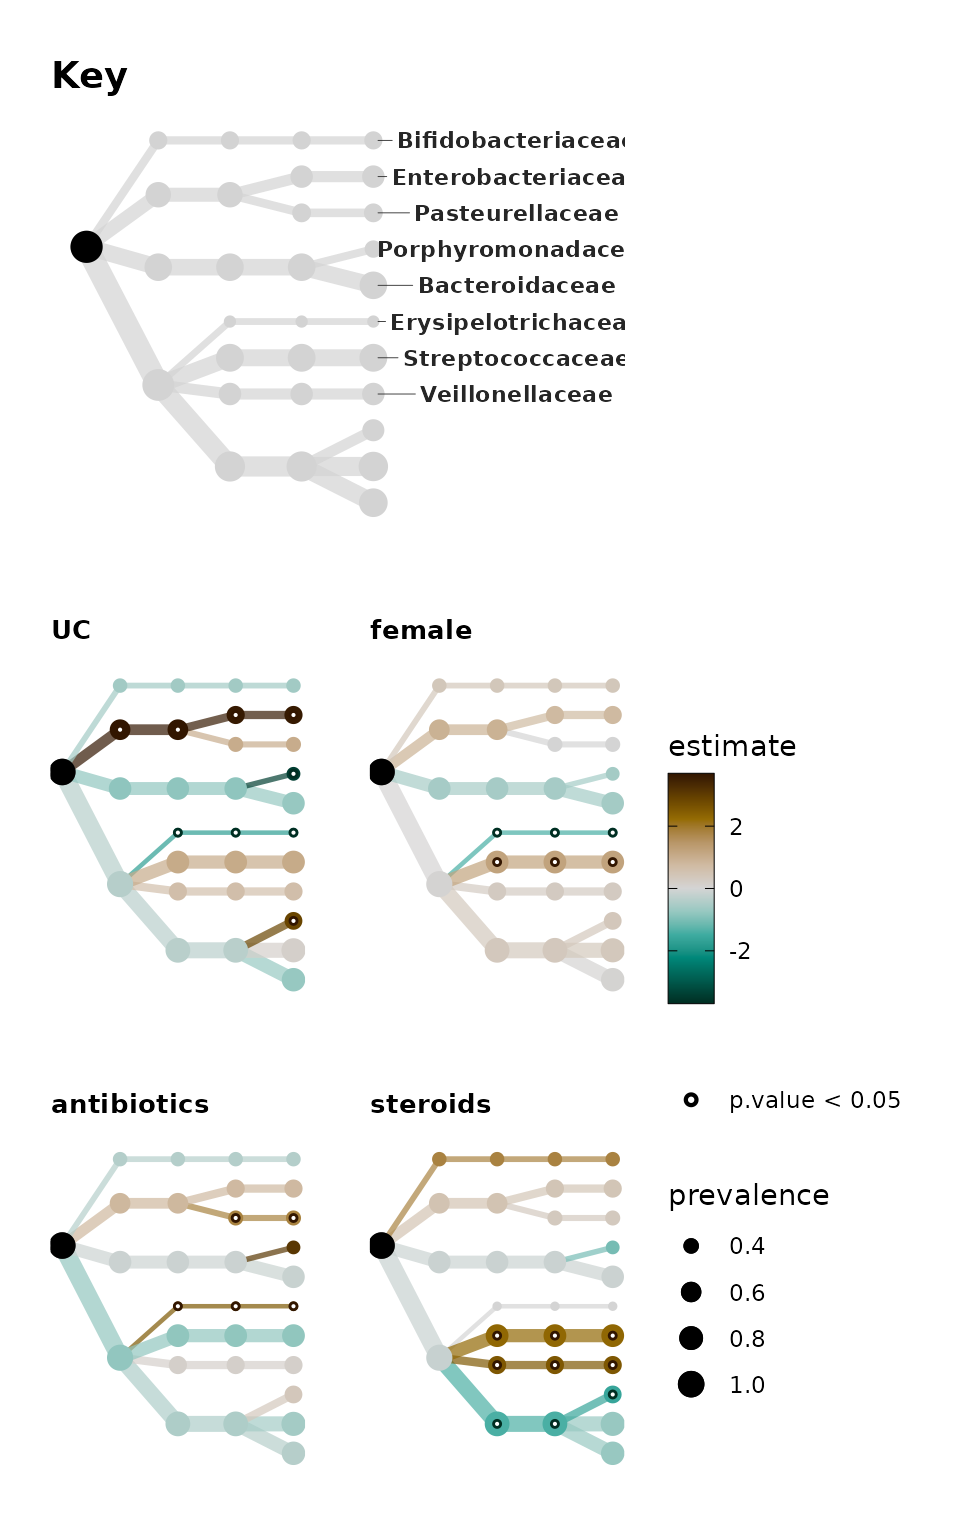 Key
Bifidobacteriaceae
Enterobacteriacea
Pasteurellaceae
Porphyromonadace
Bacteroidaceae
Erysipelotrichacea
Streptococcaceae
Veillonellaceae
UC
female
estimate
2
0
-2
antibiotics
steroids
p.value < 0.05
prevalence
0.4
0.6
0.8
1.0